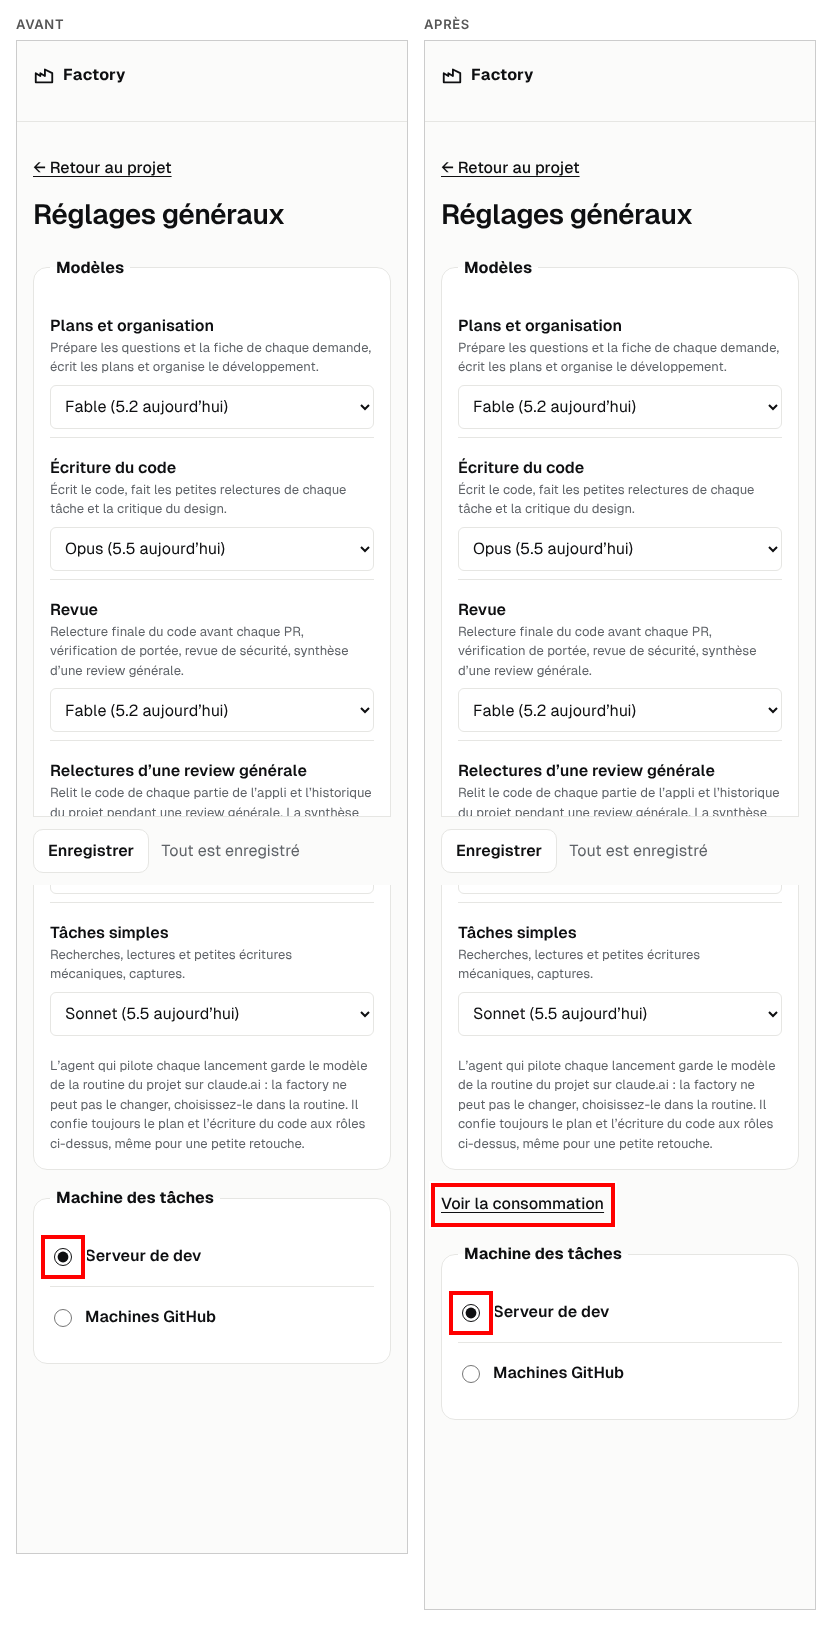 AVANT
Factory
← Retour au projet
Réglages généraux
Modèles
Plans et organisation
Prépare les questions et la fiche de chaque demande,
écrit les plans et organise le développement.
Fable (5.2 aujourd’hui)
Écriture du code
Écrit le code, fait les petites relectures de chaque
tâche et la critique du design.
Opus (5.5 aujourd’hui)
Revue
Relecture finale du code avant chaque PR,
vérification de portée, revue de sécurité, synthèse
d’une review générale.
Fable (5.2 aujourd’hui)
Relectures d’une review générale
Relit le code de chaque partie de l’appli et l’historique
du projet pendant une review générale. La synthèse
Enregistrer
Tout est enregistré
Tâches simples
Recherches, lectures et petites écritures
mécaniques, captures.
Sonnet (5.5 aujourd’hui)
L’agent qui pilote chaque lancement garde le modèle
de la routine du projet sur claude.ai : la factory ne
peut pas le changer, choisissez-le dans la routine. Il
confie toujours le plan et l’écriture du code aux rôles
ci-dessus, même pour une petite retouche.
Machine des tâches
Serveur de dev
Machines GitHub
APRÈS
Factory
← Retour au projet
Réglages généraux
Modèles
Plans et organisation
Prépare les questions et la fiche de chaque demande,
écrit les plans et organise le développement.
Fable (5.2 aujourd’hui)
Écriture du code
Écrit le code, fait les petites relectures de chaque
tâche et la critique du design.
Opus (5.5 aujourd’hui)
Revue
Relecture finale du code avant chaque PR,
vérification de portée, revue de sécurité, synthèse
d’une review générale.
Fable (5.2 aujourd’hui)
Relectures d’une review générale
Relit le code de chaque partie de l’appli et l’historique
du projet pendant une review générale. La synthèse
Enregistrer
Tout est enregistré
Tâches simples
Recherches, lectures et petites écritures
mécaniques, captures.
Sonnet (5.5 aujourd’hui)
L’agent qui pilote chaque lancement garde le modèle
de la routine du projet sur claude.ai : la factory ne
peut pas le changer, choisissez-le dans la routine. Il
confie toujours le plan et l’écriture du code aux rôles
ci-dessus, même pour une petite retouche.
Voir la consommation
Machine des tâches
Serveur de dev
Machines GitHub